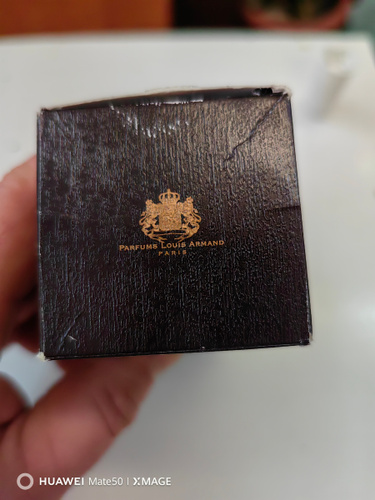 PARFUMS LOUIS ARMAND
PARIS
HUAWEI Mate50 | XMAGE